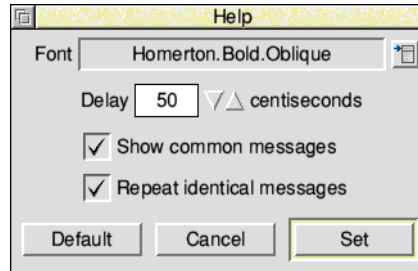 Help
Font Homerton.Bold.Oblique
Delay 50 centiseconds
Show common messages
Repeat identical messages
Default Cancel Set